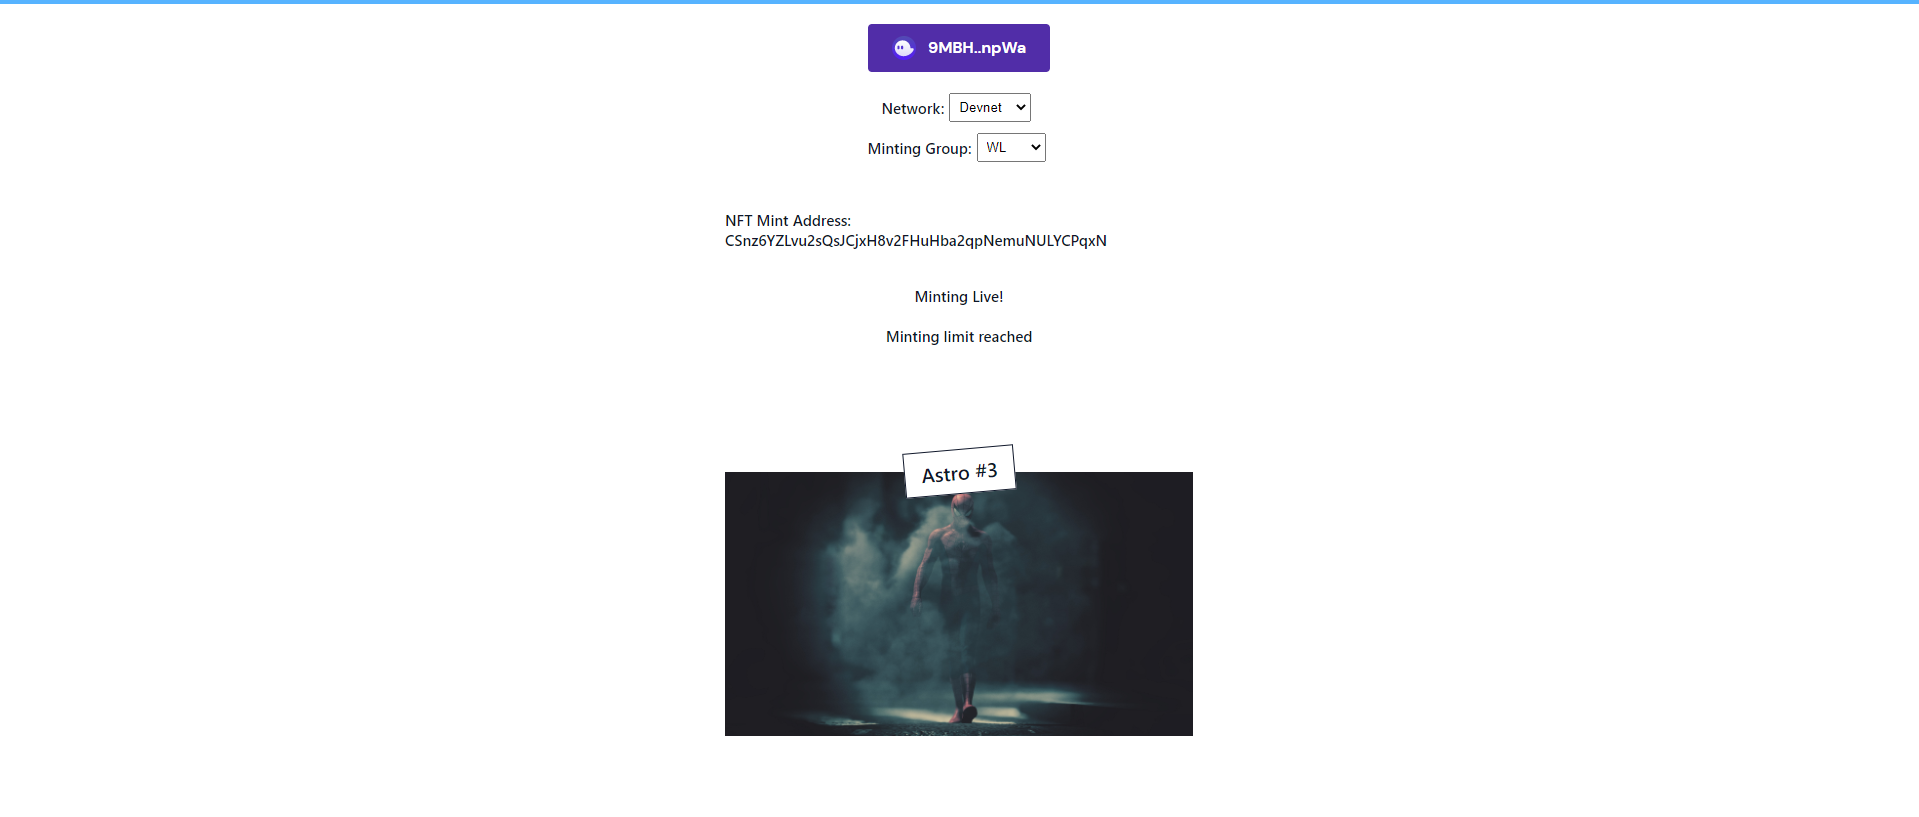 9MBH..npWa
Network: Devnet
Minting Group: WL
NFT Mint Address:
CSnz6YZLvu2sQsJCjxH8v2FHuHba2qpNemuNULYCPqxN
Minting Live!
Minting limit reached
Astro #3